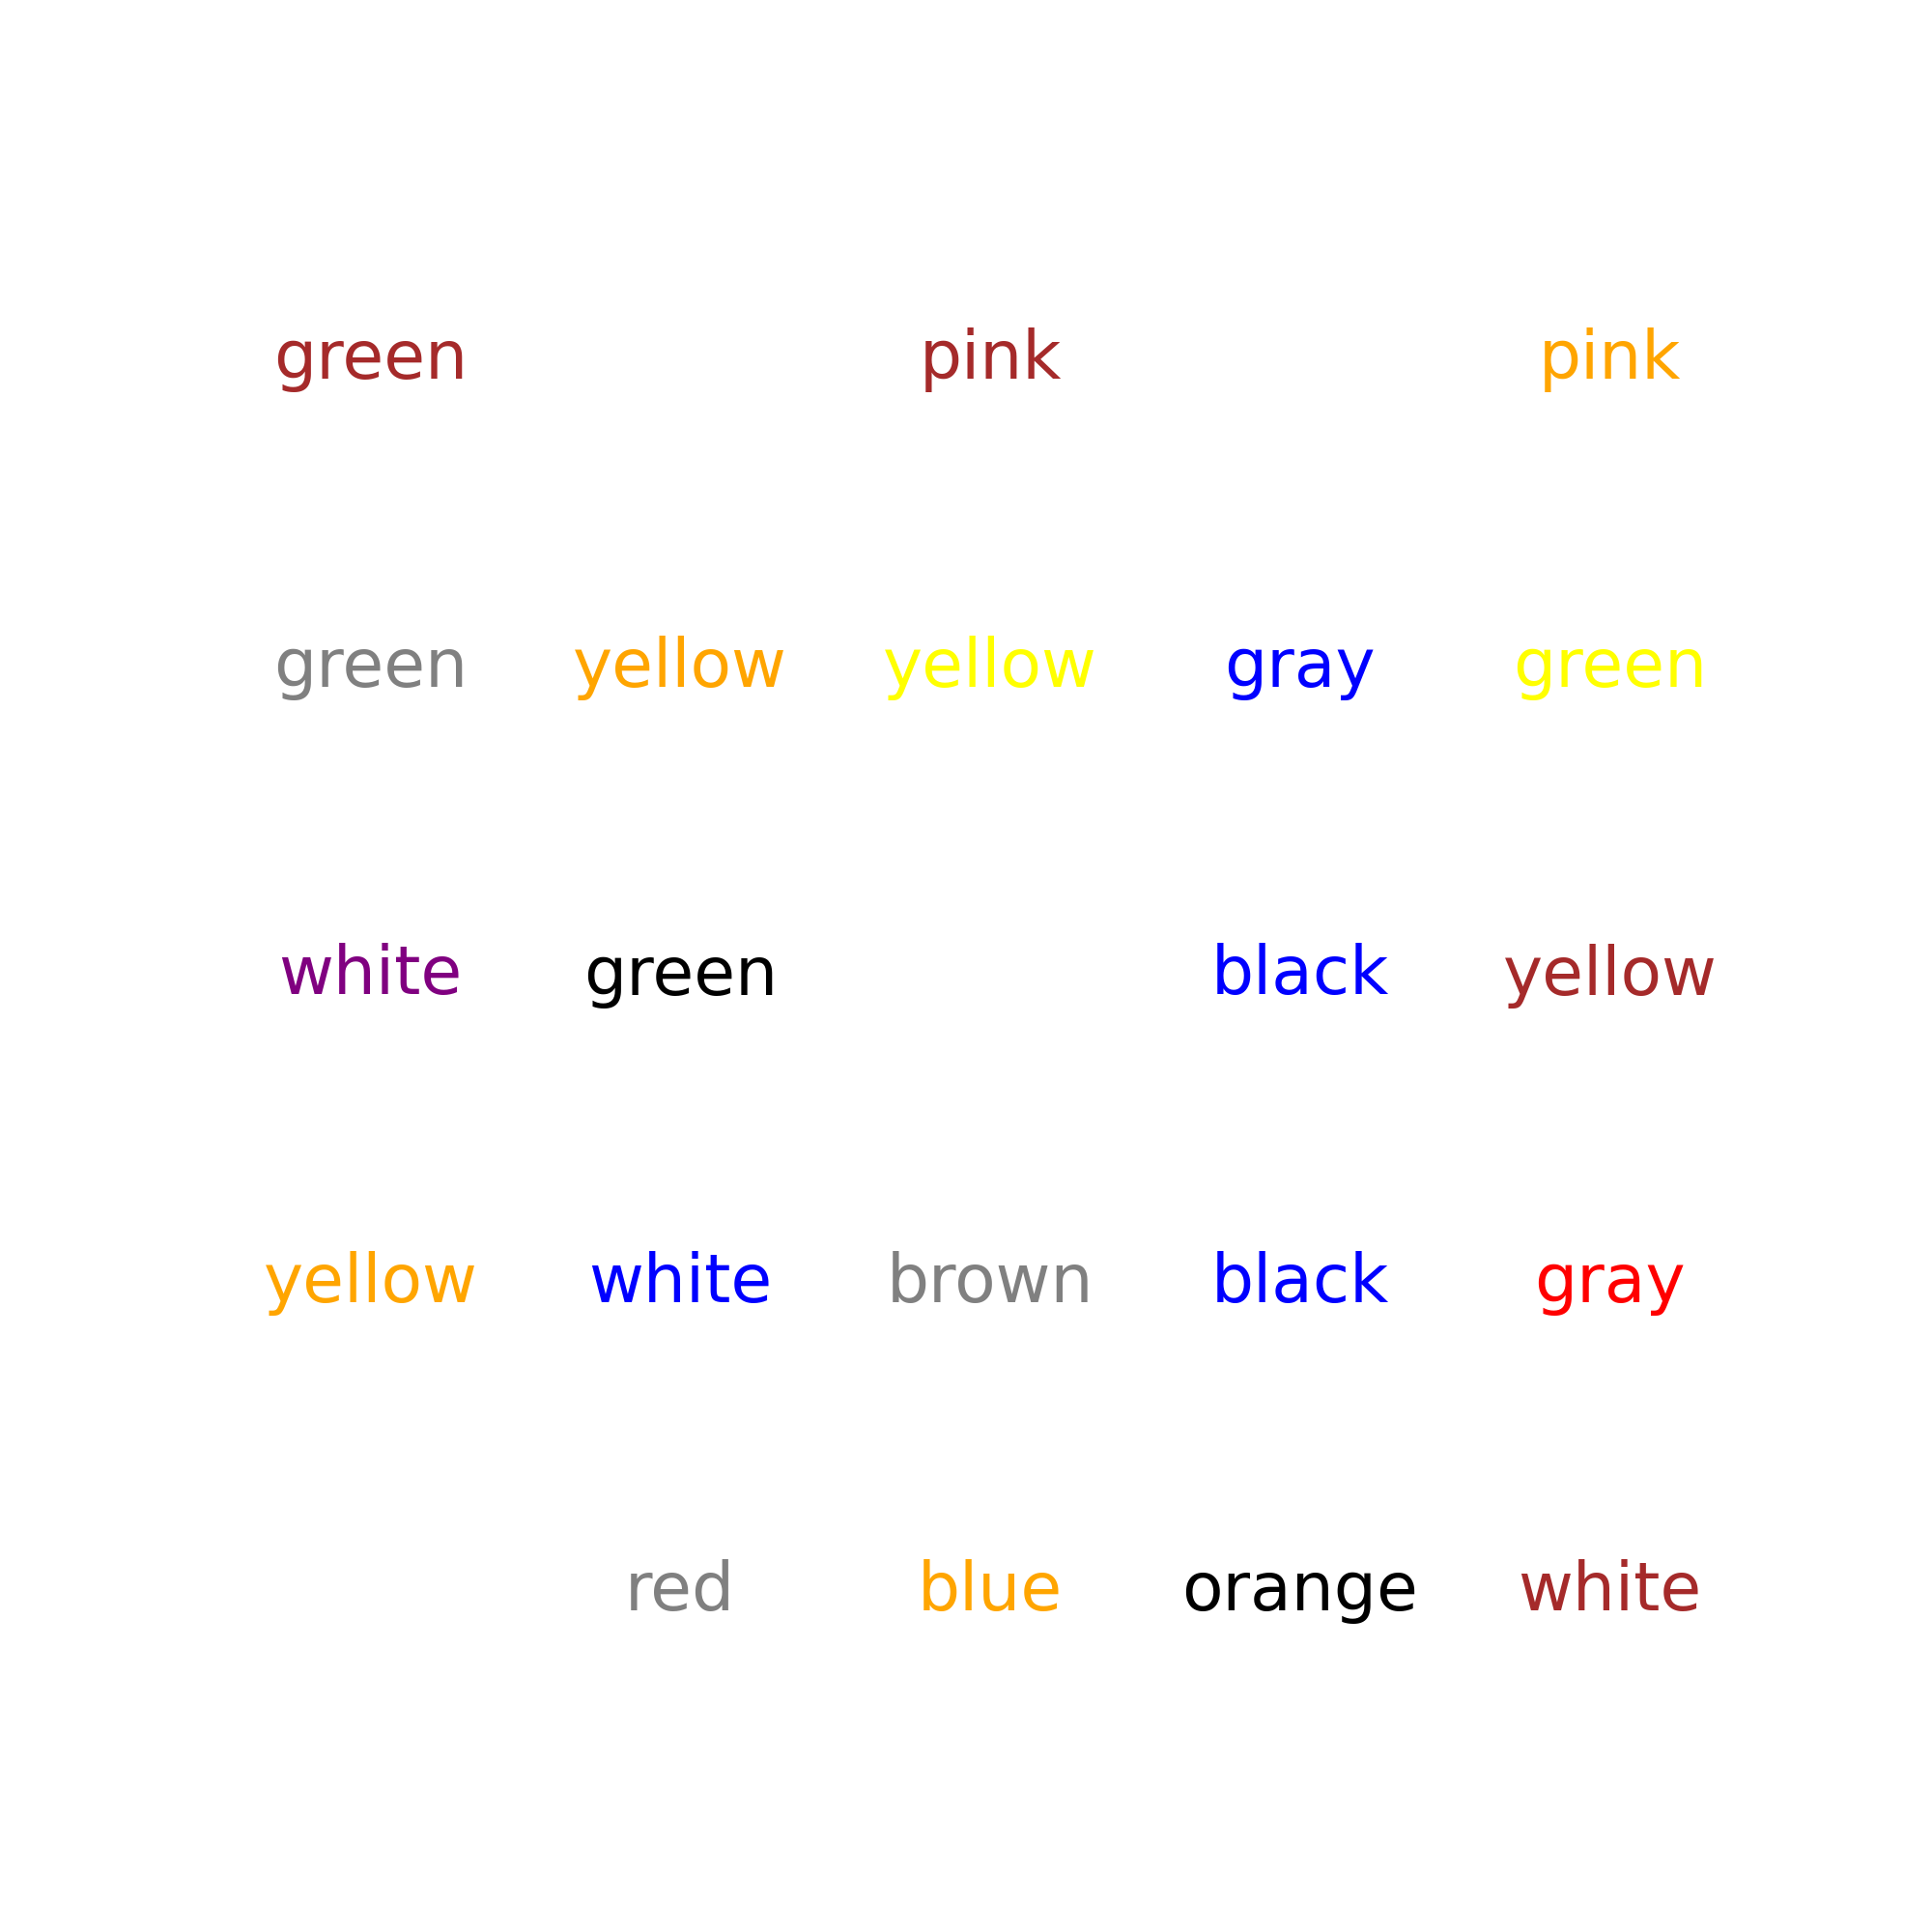 green pink pink
green yellow yellow gray green
white green black yellow
yellow white brown black gray
red blue orange white